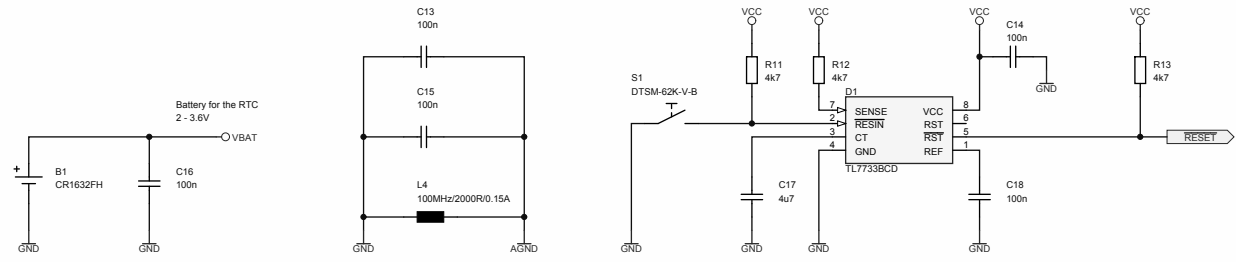 Battery for the RTC
2 - 3.6V
VBAT
+
B1
CR1632FH
C16
100n
GND
GND
C13
100n
C15
100n
L4
100MHz/2000R/0.15A
GND
AGND
S1
DTSM-62K-V-B
GND
VCC
R11
4k7
VCC
R12
4k7
D1
7
SENSE
2
RESIN
3
CT
4
GND
VCC
8
RST
6
RST
5
REF
1
TL7733BCD
C17
4u7
GND
GND
VCC
C14
100n
GND
C18
100n
GND
VCC
R13
4k7
RESET